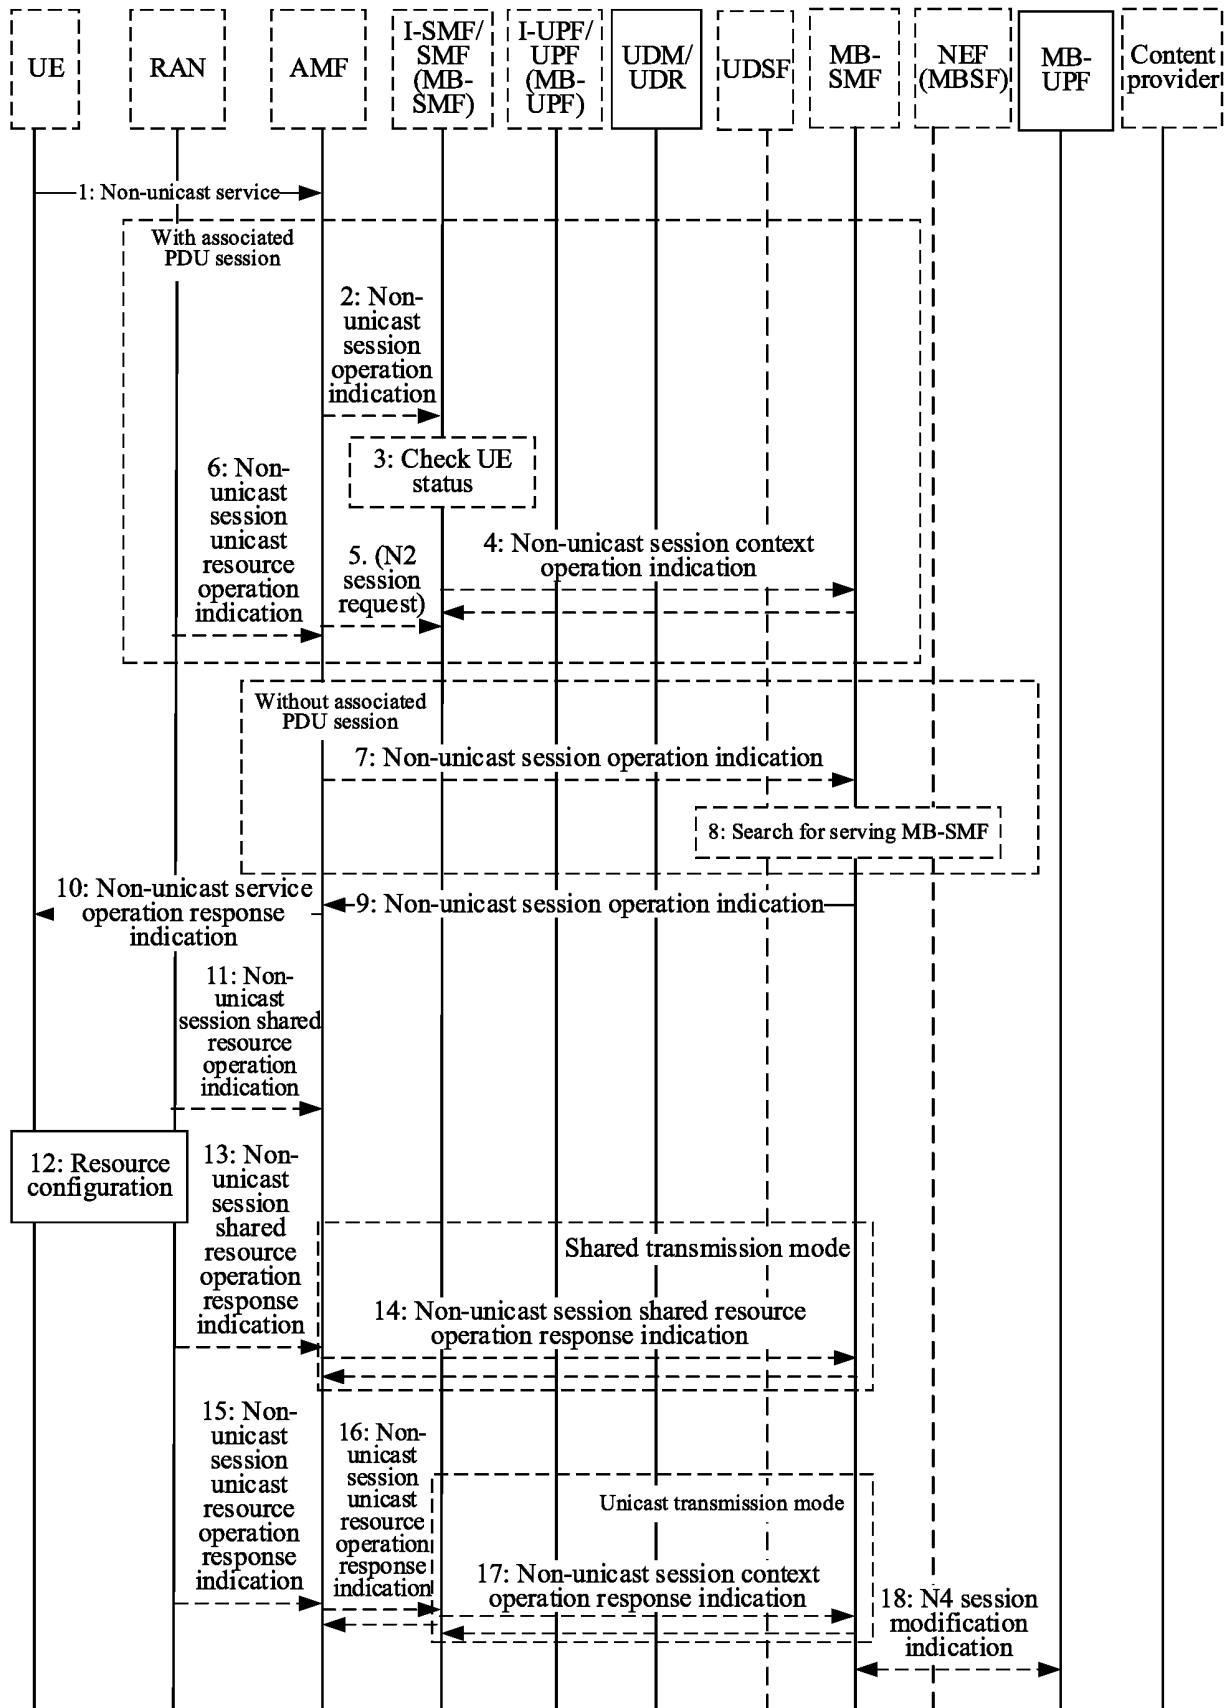 UE
RAN
AMF
I-SMF/
SMF
(MB-
SMF)
I-UPF/
UPF
(MB-
UPF)
UDM/
UDR
UDSF
MB-
SMF
NEF
(MBSF)
MB-
UPF
Content
provider
1: Non-unicast service
With associated
PDU session
2: Non-
unicast
session
operation
indication
3: Check UE
status
4: Non-unicast session context
operation indication
5. (N2
session
request)
6: Non-
unicast
session
unicast
resource
operation
indication
Without associated
PDU session
7: Non-unicast session operation indication
8: Search for serving MB-SMF
9: Non-unicast session operation indication
10: Non-unicast service
operation response
indication
11: Non-
unicast
session shared
resource
operation
indication
12: Resource
configuration
13: Non-
unicast
session
shared
resource
operation
response
indication
Shared transmission mode
14: Non-unicast session shared resource
operation response indication
15: Non-
unicast
session
unicast
resource
operation
response
indication
16: Non-
unicast
session
unicast
resource
operation
response
indication
Unicast transmission mode
17: Non-unicast session context
operation response indication
18: N4 session
modification
indication